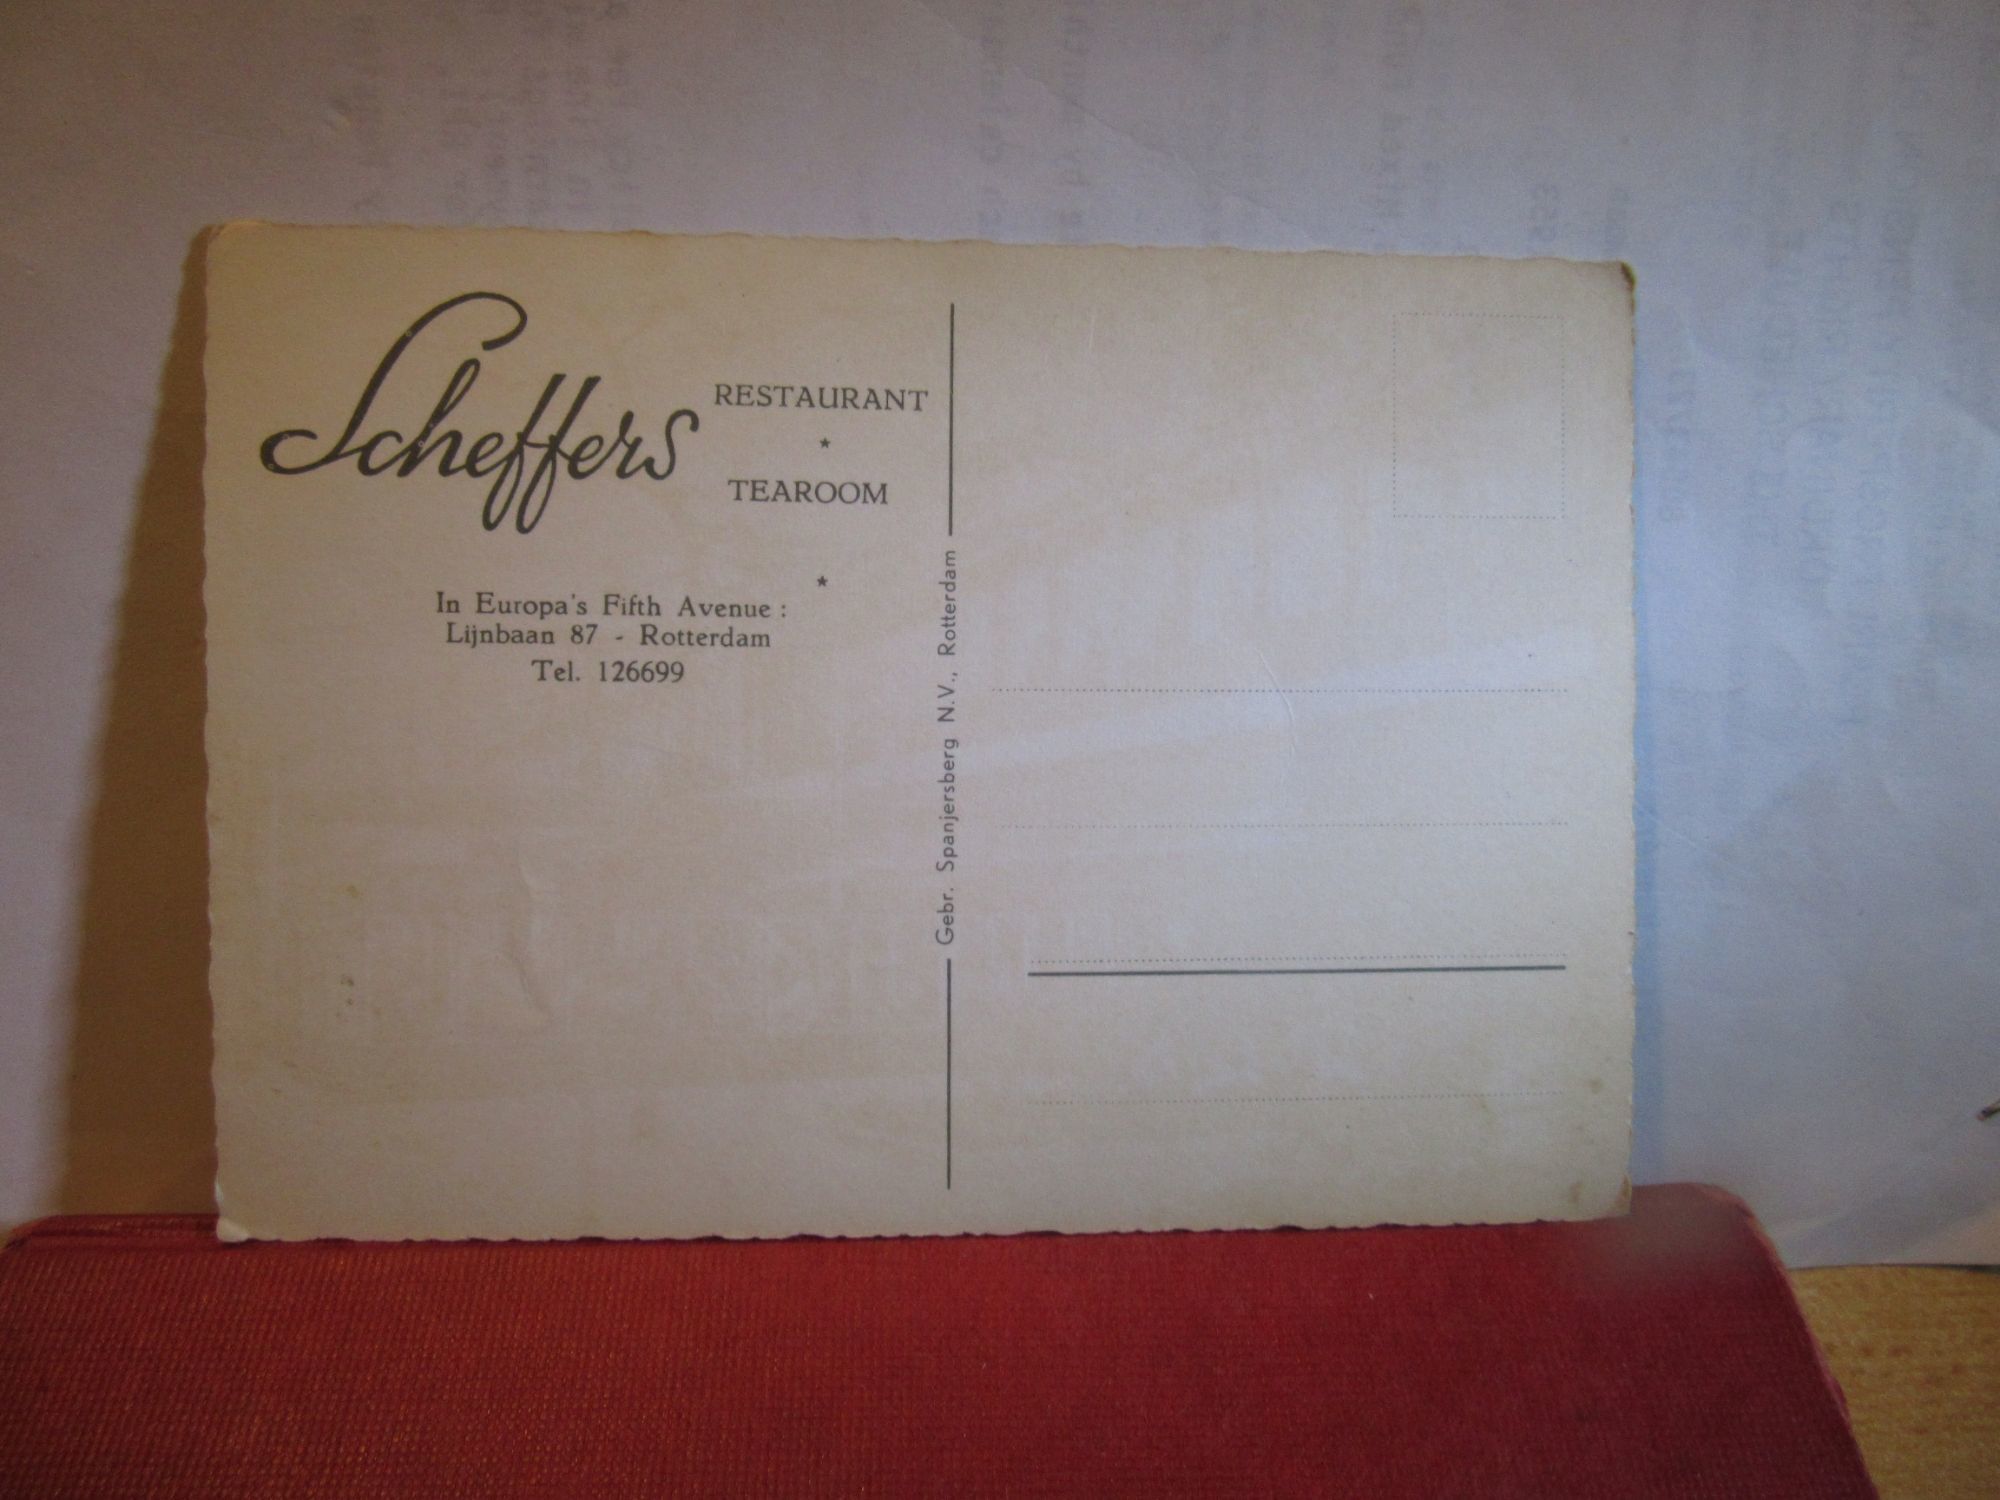 Scheffers
RESTAURANT
*
TEAROOM
*
In Europa's Fifth Avenue :
Lijnbaan 87 - Rotterdam
Tel. 126699
Gebr. Spanjersberg N.V., Rotterdam